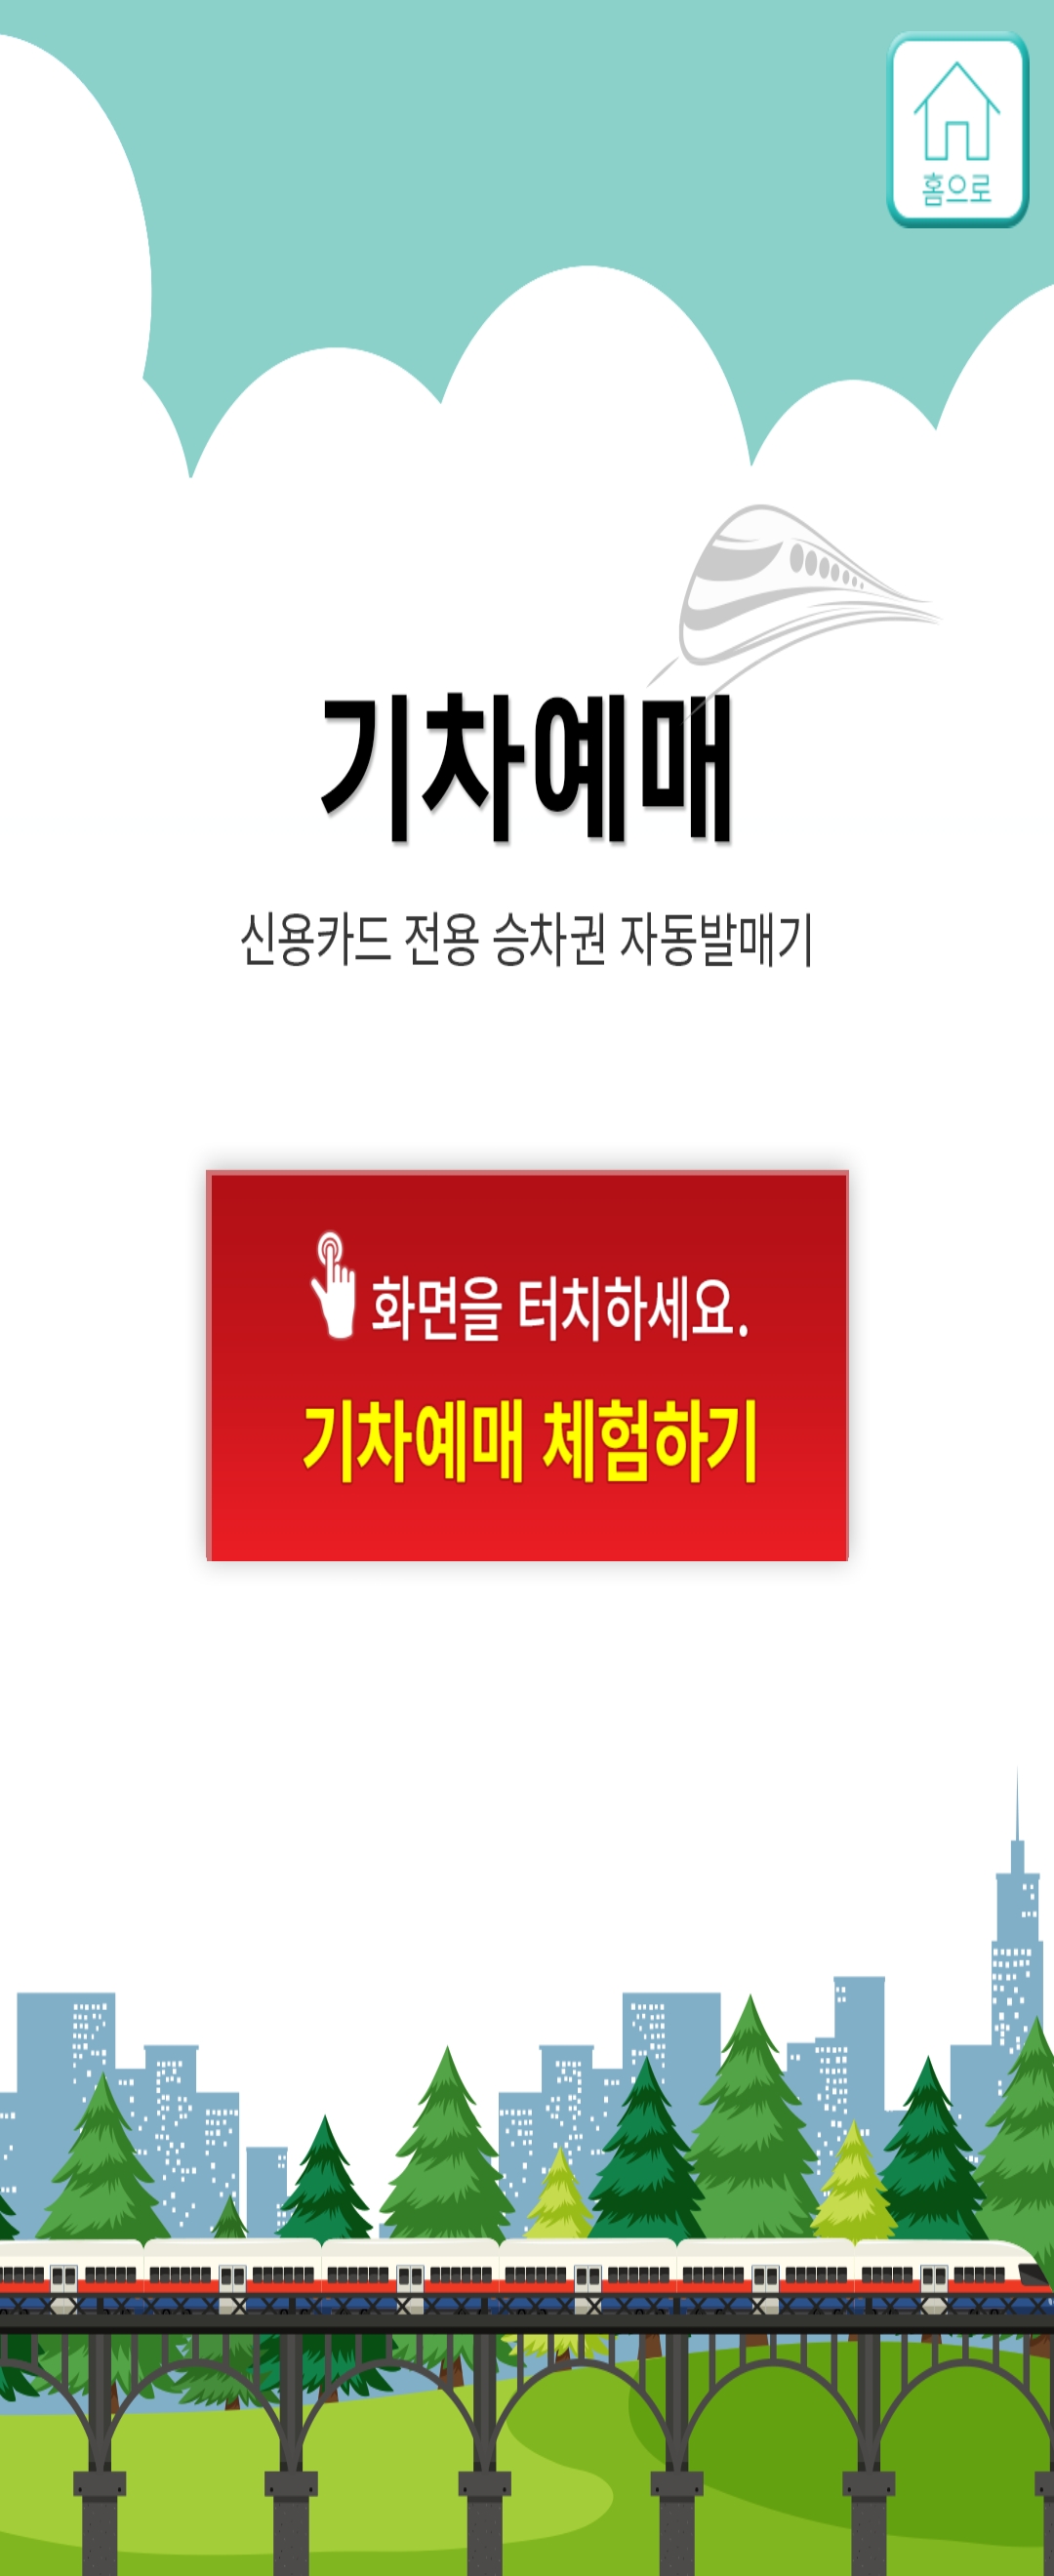 홈으로
기차예매
신용카드 전용 승차권 자동발매기
화면을 터치하세요.
기차예매 체험하기